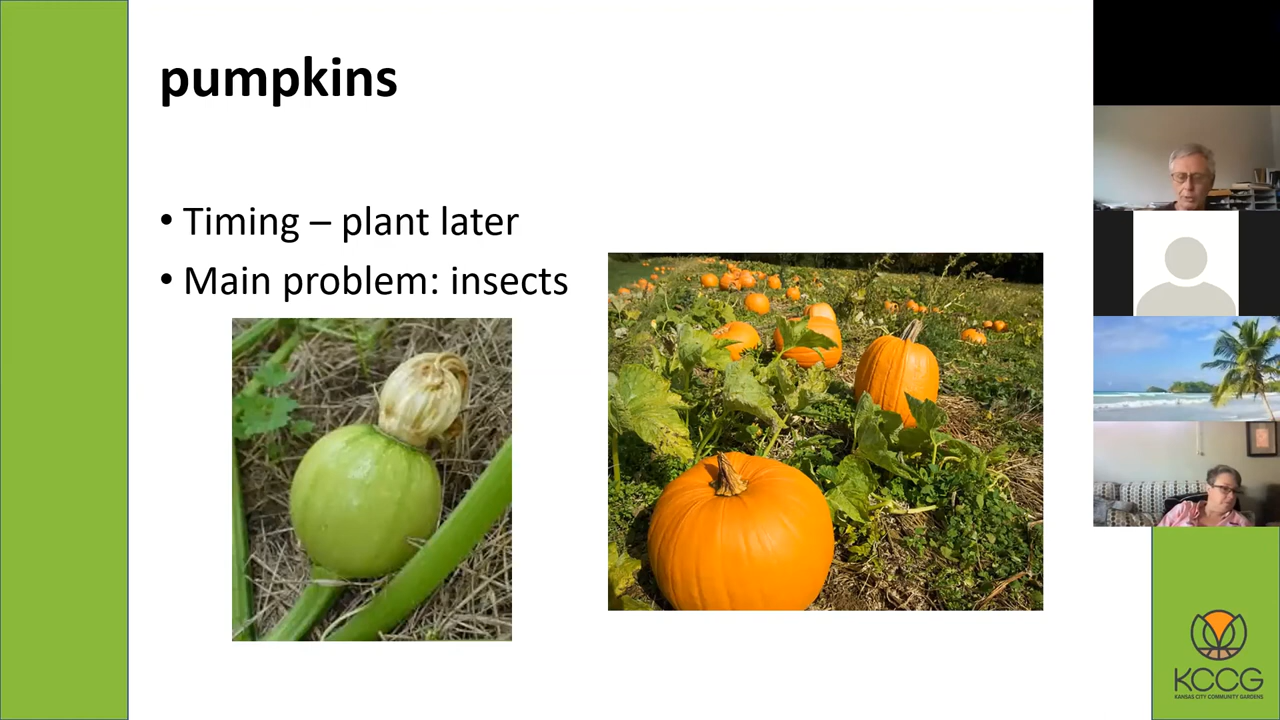 pumpkins
• Timing – plant later
• Main problem: insects
KCCG
KANSAS CITY COMMUNITY GARDENS